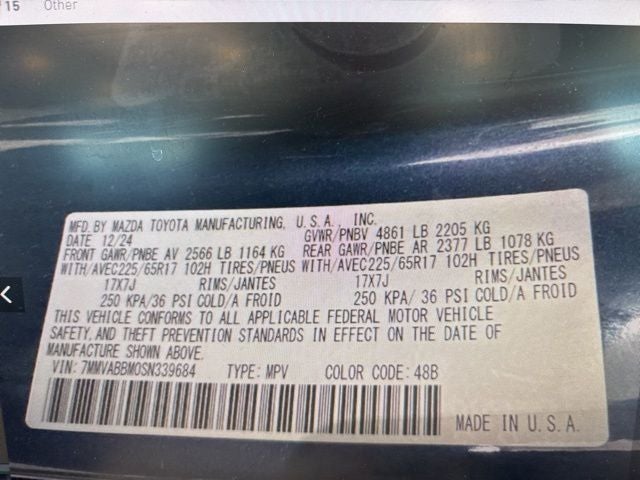 15 Other
MFD. BY MAZDA TOYOTA MANUFACTURING, U.S.A., INC.
DATE 12/24 GVWR/PNBV 4861 LB 2205 KG
FRONT GAWR/PNBE AV 2566 LB 1164 KG REAR GAWR/PNBE AR 2377 LB 1078 KG
WITH/AVEC225/65R17 102H TIRES/PNEUS WITH/AVEC225/65R17 102H TIRES/PNEUS
17X7J RIMS/JANTES 17X7J RIMS/JANTES
250 KPA/36 PSI COLD/A FROID 250 KPA/ 36 PSI COLD/A FROID
THIS VEHICLE CONFORMS TO ALL APPLICABLE FEDERAL MOTOR VEHICLE
SAFETY, AND THEFT PREVENTION STANDARDS IN EFFECT ON THE DATE OF
MANUFACTURE SHOWN ABOVE.
VIN: 7MMVABBM0SN339684 TYPE: MPV COLOR CODE: 48B
MADE IN U.S.A.